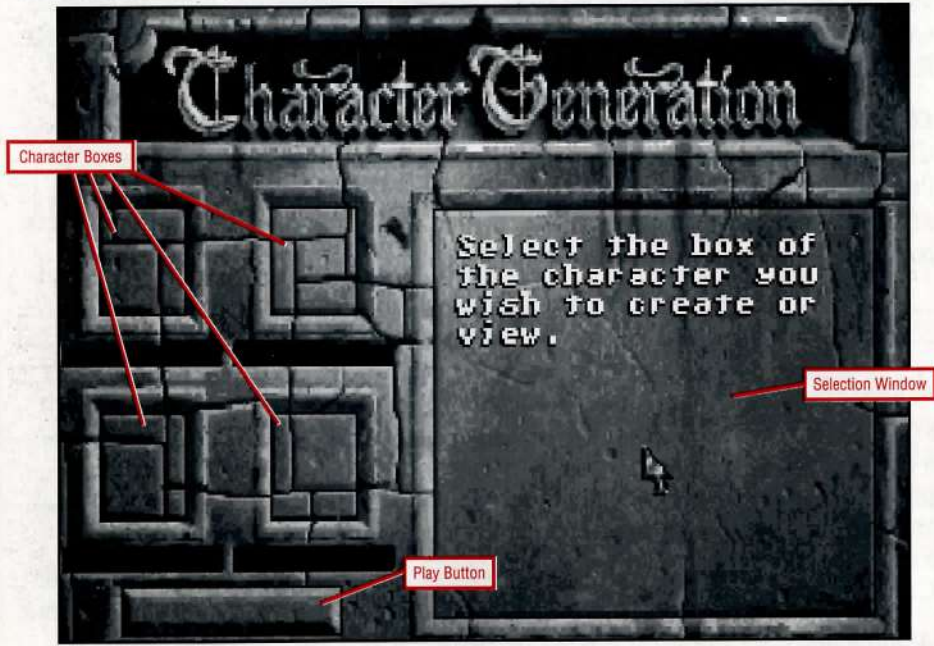 Character Generation
Character Boxes
Select the box of
the character you
wish to create or
view.
Selection Window
Play Button